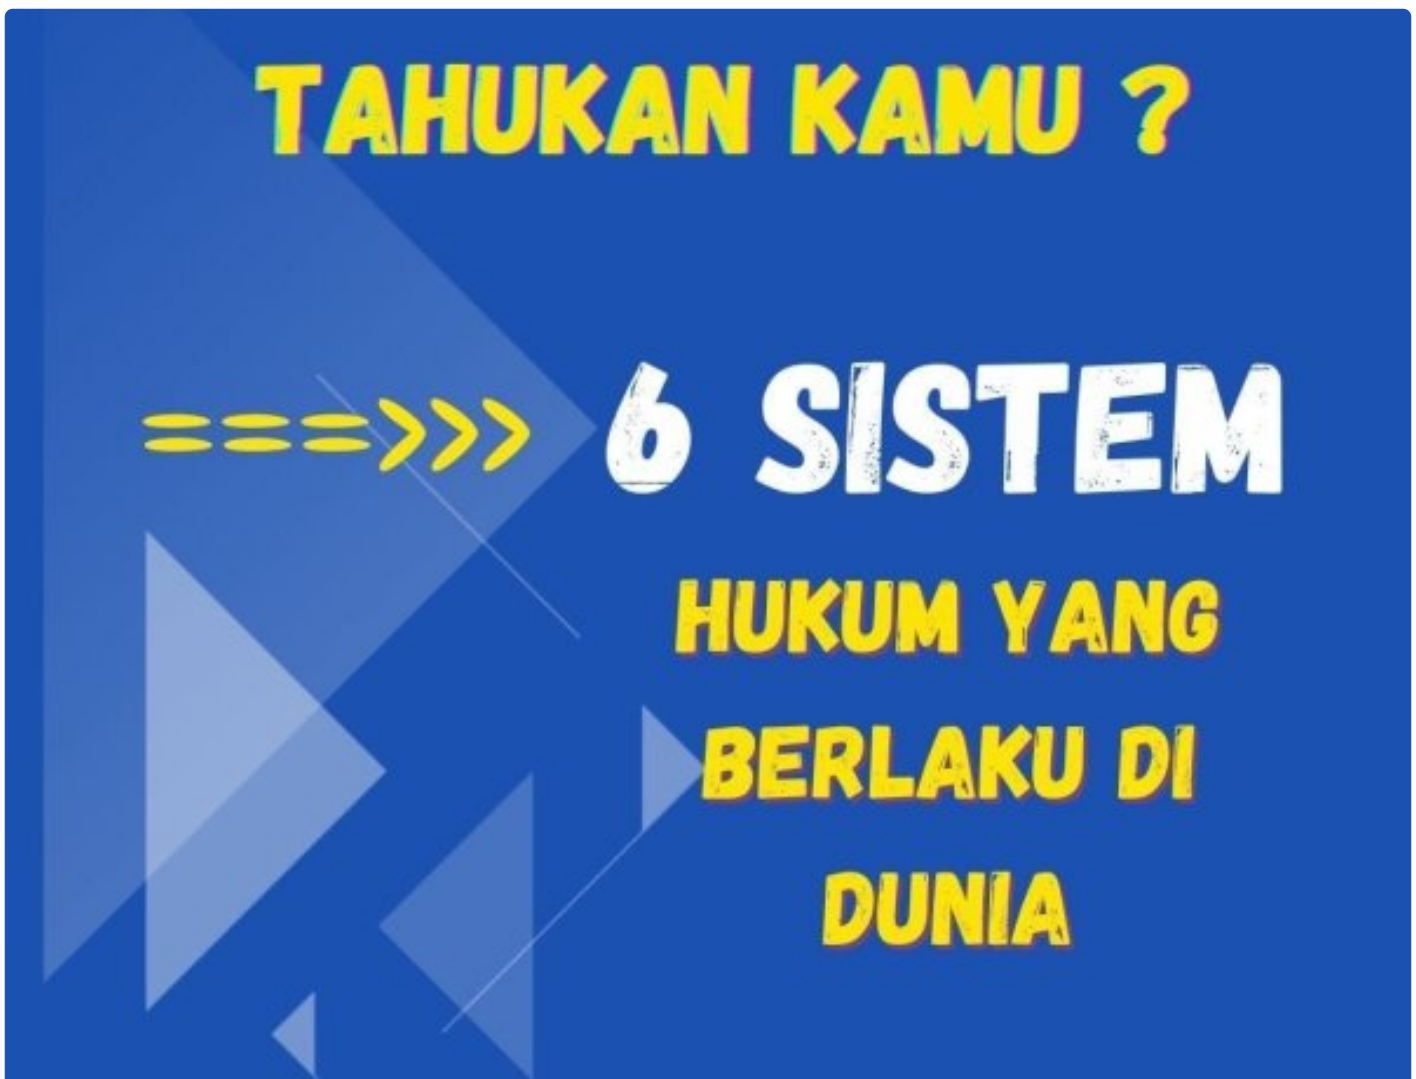 TAHUKAN KAMU ?
===>>> 6 SISTEM
HUKUM YANG
BERLAKU DI
DUNIA